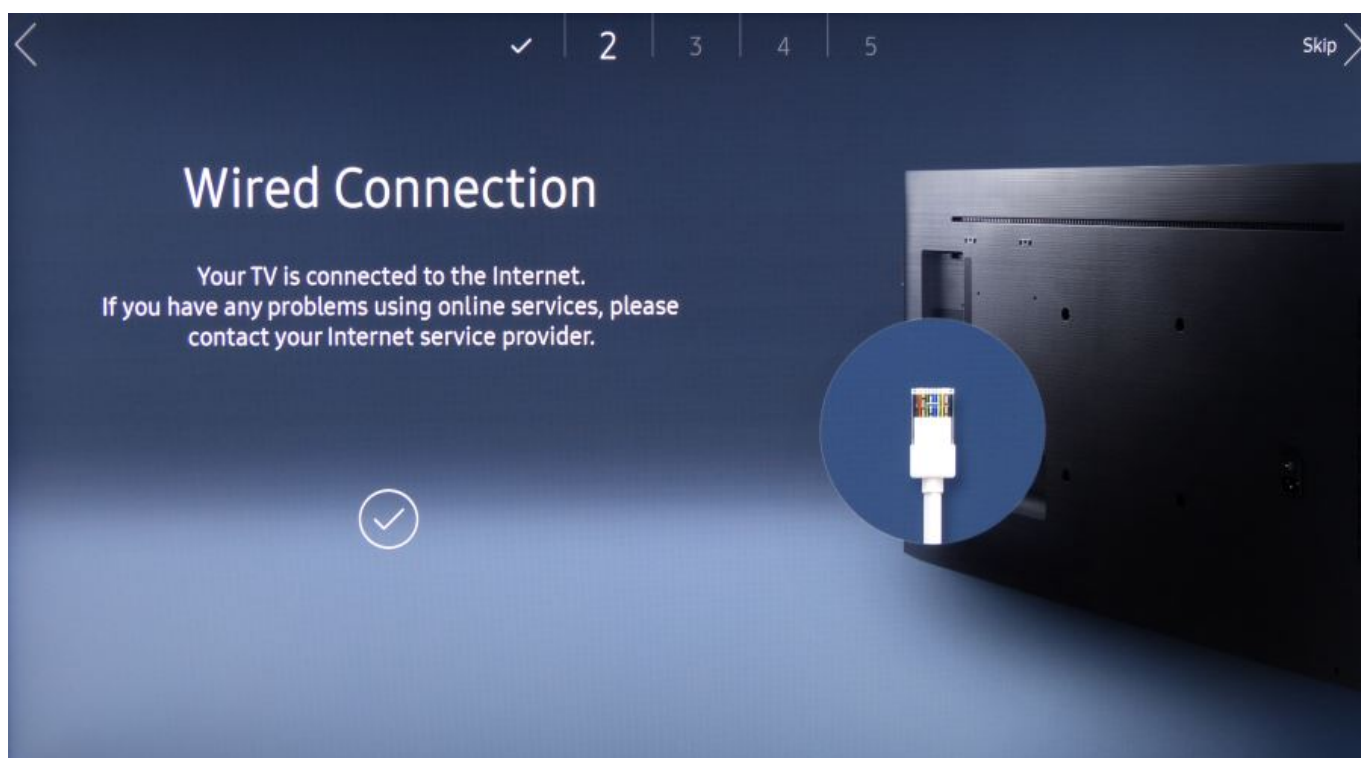 2 3 4 5
Skip
Wired Connection
Your TV is connected to the Internet.
If you have any problems using online services, please
contact your Internet service provider.